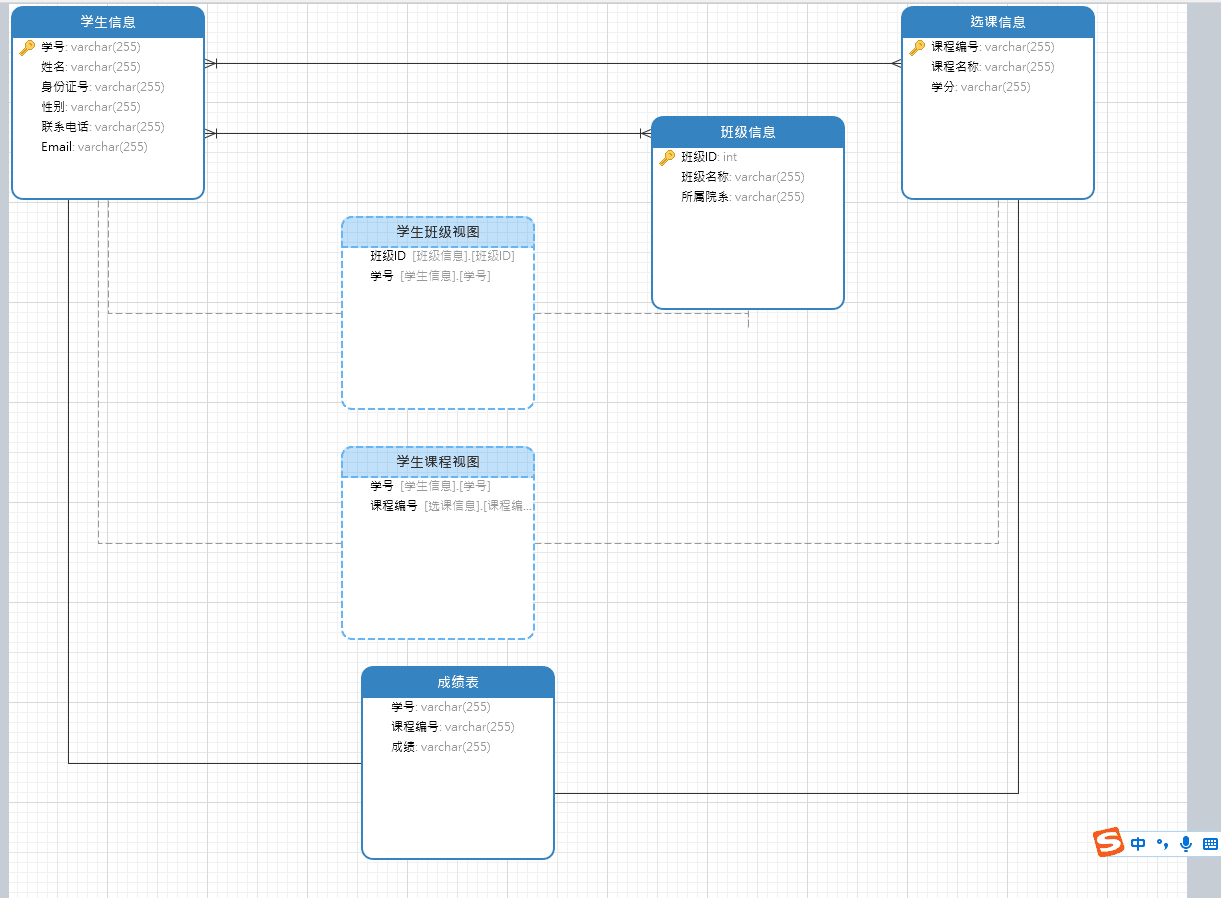 学生信息
学号: varchar(255)
姓名: varchar(255)
身份证号: varchar(255)
性别: varchar(255)
联系电话: varchar(255)
Email: varchar(255)
选课信息
课程编号: varchar(255)
课程名称: varchar(255)
学分: varchar(255)
班级信息
班级ID: int
班级名称: varchar(255)
所属院系: varchar(255)
学生班级视图
班级ID [班级信息].[班级ID]
学号 [学生信息].[学号]
学生课程视图
学号 [学生信息].[学号]
课程编号 [选课信息].[课程编...
成绩表
学号: varchar(255)
课程编号: varchar(255)
成绩: varchar(255)
S 中 °,